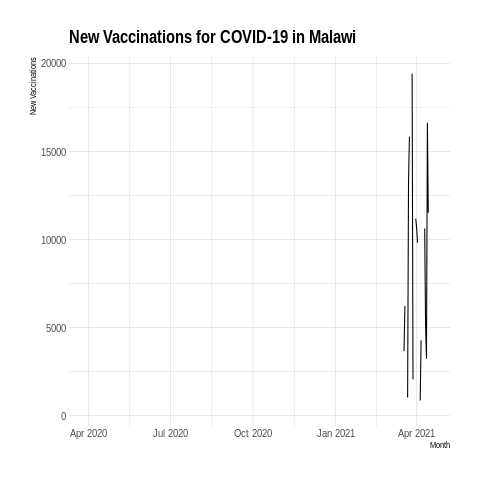 New Vaccinations for COVID-19 in Malawi
New Vaccinations
20000
15000
10000
5000
0
Apr 2020 Jul 2020 Oct 2020 Jan 2021 Apr 2021
Month